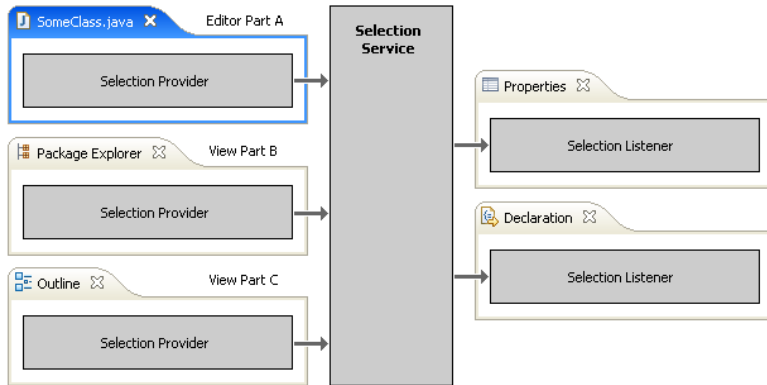 SomeClass.java
Editor Part A
Selection Provider
Package Explorer
View Part B
Selection Provider
Outline
View Part C
Selection Provider
Selection
Service
Properties
Selection Listener
Declaration
Selection Listener